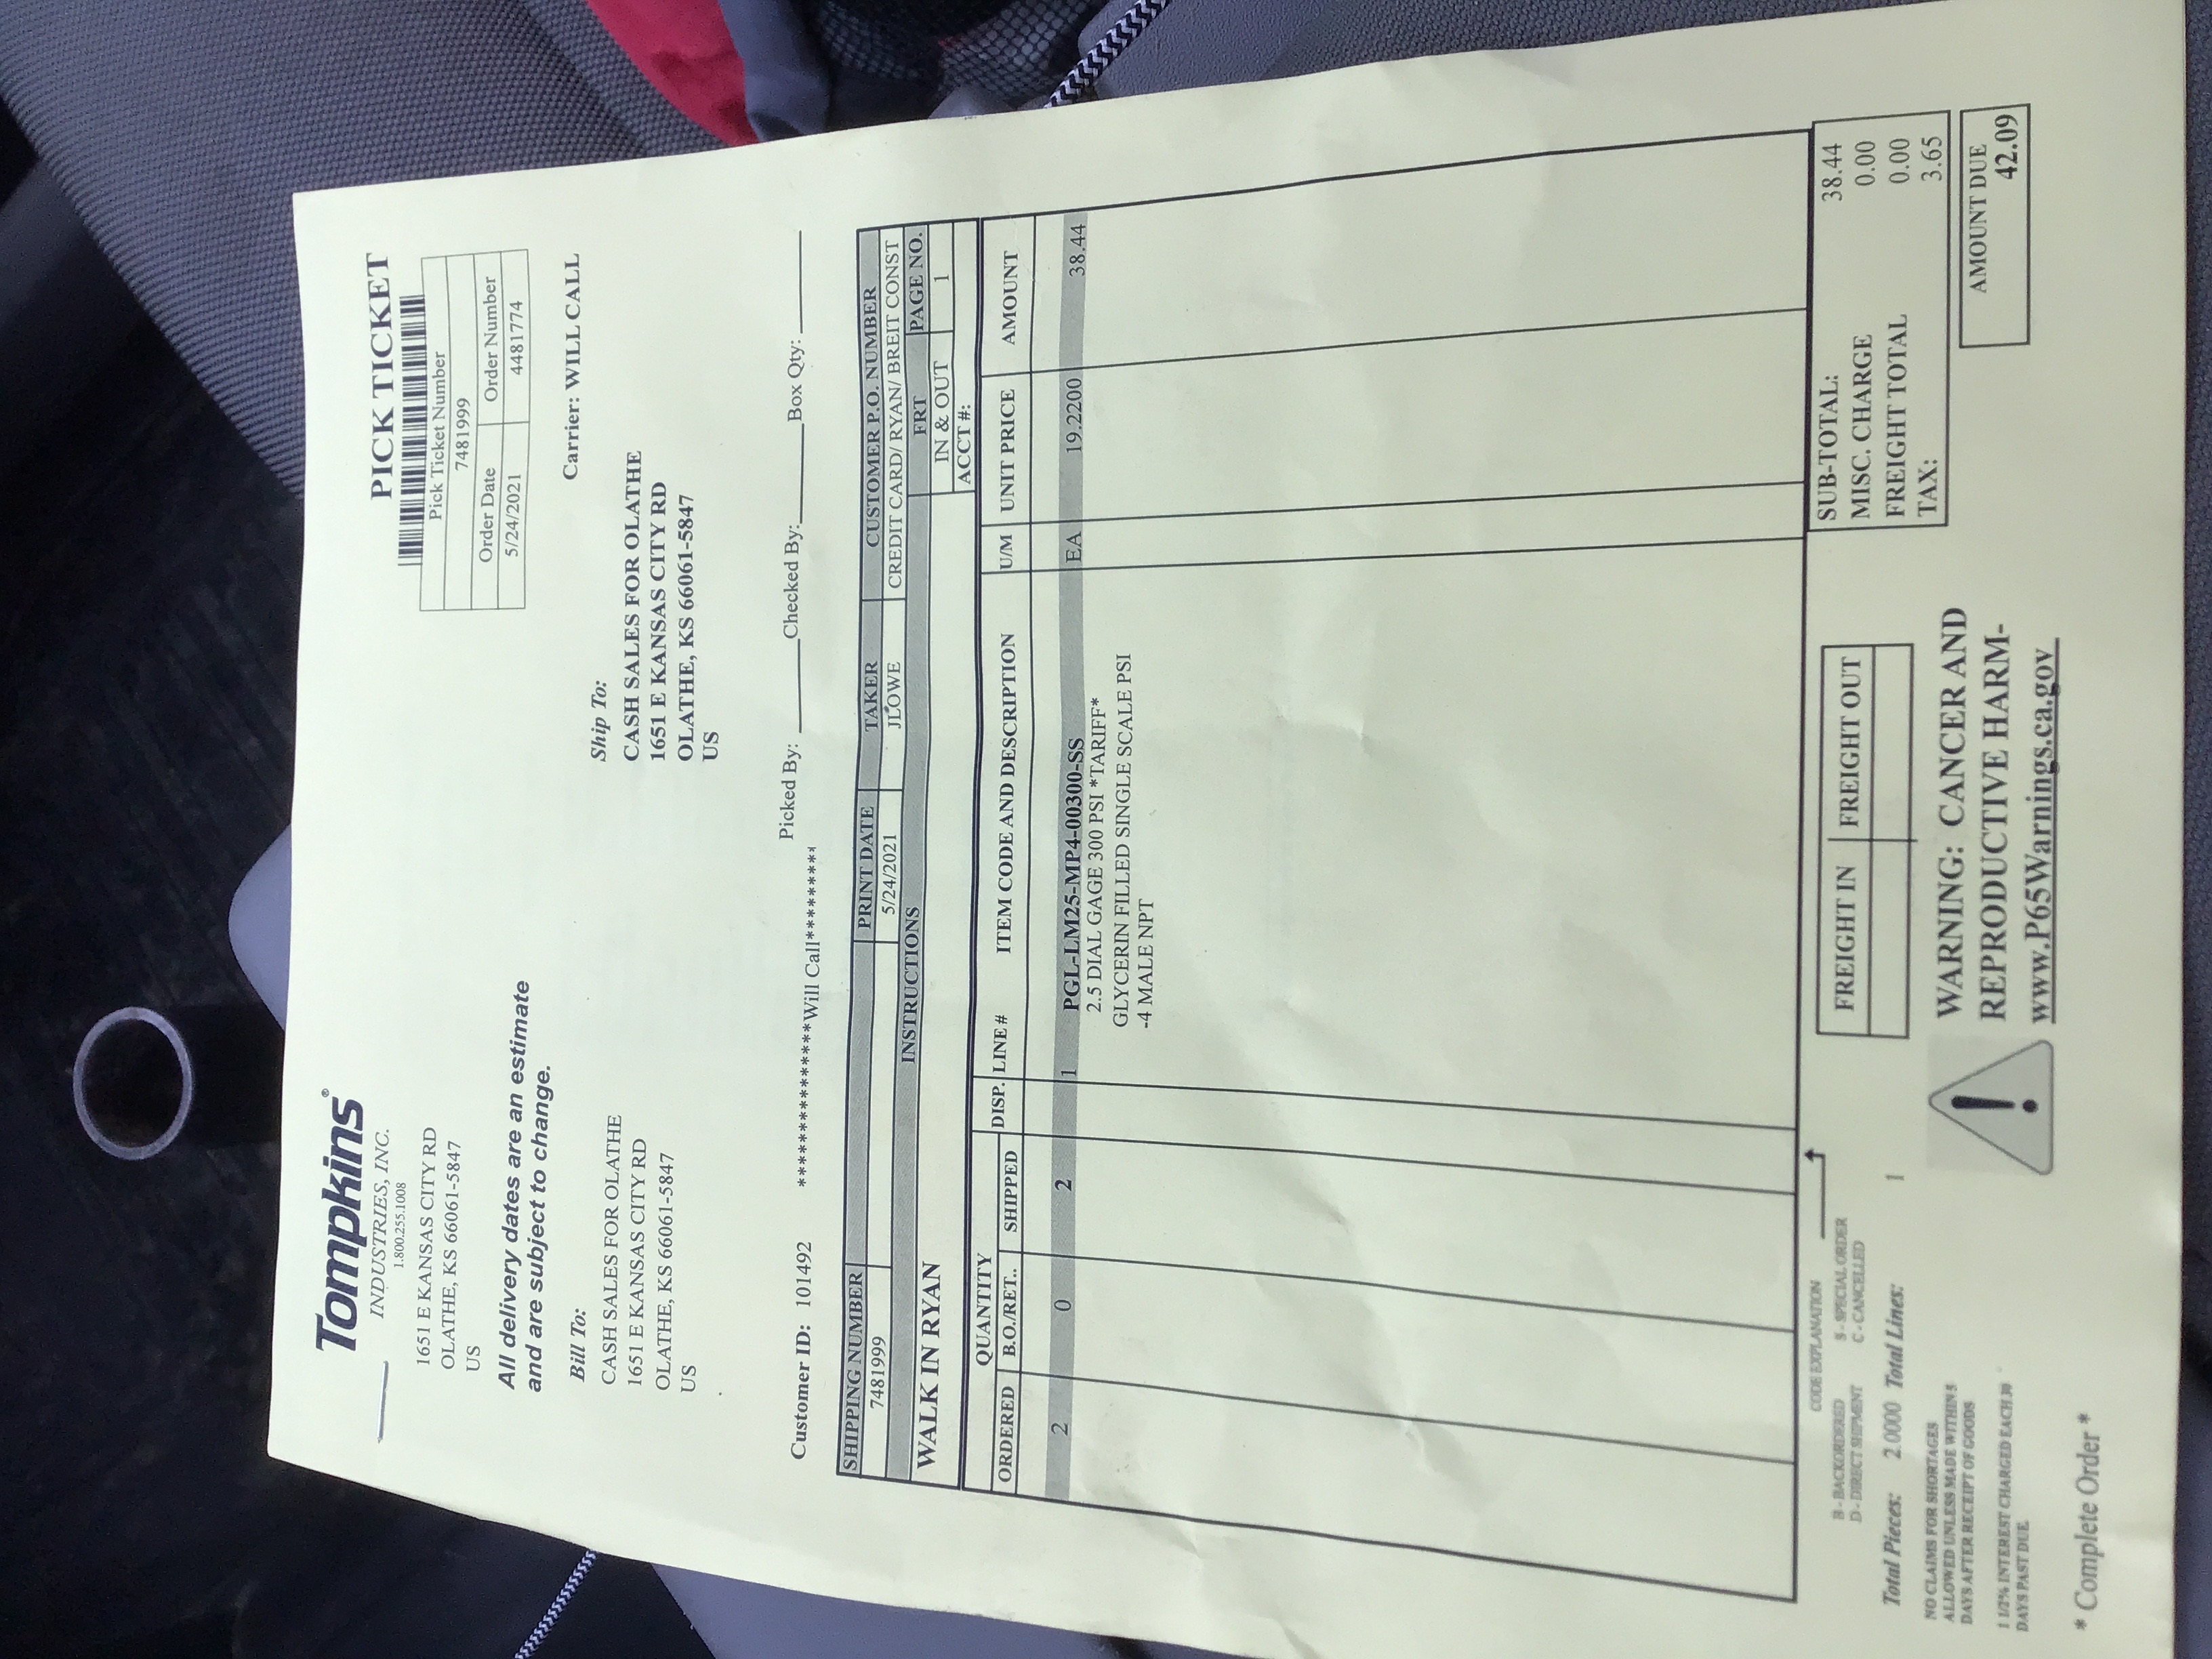 Tompkins®
INDUSTRIES, INC.
1.800.255.1008
1651 E KANSAS CITY RD
OLATHE, KS 66061-5847
US
PICK TICKET
Pick Ticket Number
7481999
Order Date Order Number
5/24/2021 4481774
All delivery dates are an estimate
and are subject to change.
Carrier: WILL CALL
Bill To:
CASH SALES FOR OLATHE
1651 E KANSAS CITY RD
OLATHE, KS 66061-5847
US
Ship To:
CASH SALES FOR OLATHE
1651 E KANSAS CITY RD
OLATHE, KS 66061-5847
US
Picked By: ________Checked By:________Box Qty:________
Customer ID: 101492 *****************Will Call*********
SHIPPING NUMBER PRINT DATE TAKER CUSTOMER P.O. NUMBER
7481999 5/24/2021 JLOWE CREDIT CARD/ RYAN/ BREIT CONST
INSTRUCTIONS FRT PAGE NO.
WALK IN RYAN IN & OUT 1
ACCT #:
QUANTITY
ORDERED B.O./RET.. SHIPPED DISP. LINE # ITEM CODE AND DESCRIPTION U/M UNIT PRICE AMOUNT
2 0 2 1 PGL-LM25-MP4-00300-SS EA 19.2200 38.44
2.5 DIAL GAGE 300 PSI *TARIFF*
GLYCERIN FILLED SINGLE SCALE PSI
-4 MALE NPT
CODE EXPLANATION
B - BACKORDERED S - SPECIAL ORDER
D - DIRECT SHIPMENT C - CANCELLED
Total Pieces: 2.0000 Total Lines: 1
NO CLAIMS FOR SHORTAGES
ALLOWED UNLESS MADE WITHIN 5
DAYS AFTER RECEIPT OF GOODS
1 1/2% INTEREST CHARGED EACH 30
DAYS PAST DUE.
FREIGHT IN FREIGHT OUT
SUB-TOTAL: 38.44
MISC. CHARGE 0.00
FREIGHT TOTAL 0.00
TAX: 3.65
AMOUNT DUE
42.09
WARNING: CANCER AND
REPRODUCTIVE HARM-
www.P65Warnings.ca.gov
* Complete Order *